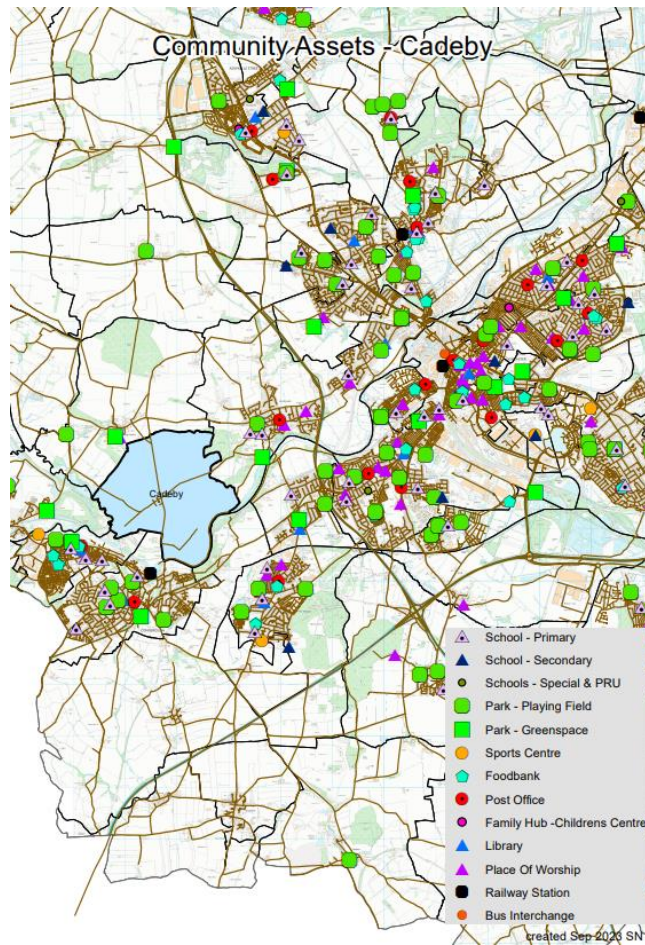 Community Assets - Cadeby
Cadeby
School - Primary
School - Secondary
Schools - Special & PRU
Park - Playing Field
Park - Greenspace
Sports Centre
Foodbank
Post Office
Family Hub -Childrens Centre
Library
Place Of Worship
Railway Station
Bus Interchange
created Sep 2023 SN